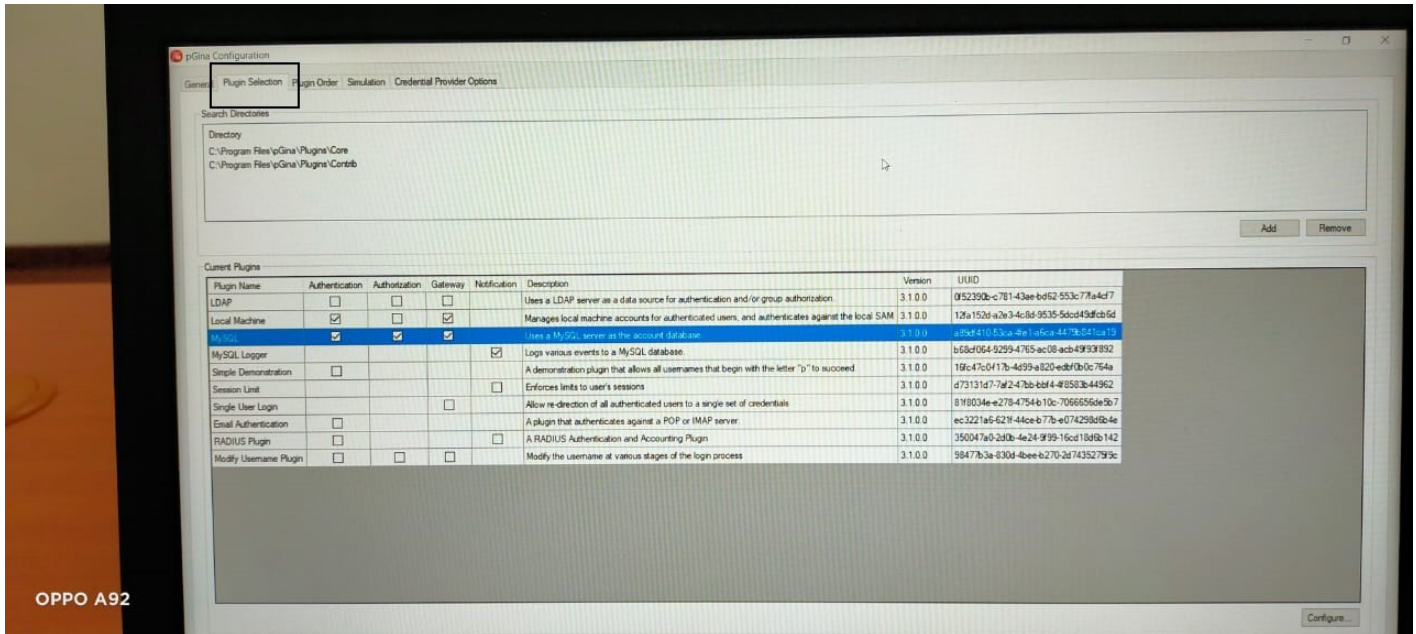 pGina Configuration
General Plugin Selection Plugin Order Simulation Credential Provider Options
Search Directories
Directory
C:\Program Files\pGina\Plugins\Core
C:\Program Files\pGina\Plugins\Contrib
Add Remove
Current Plugins
Plugin Name Authentication Authorization Gateway Notification Description Version UUID
LDAP Uses a LDAP server as a data source for authentication and/or group authorization. 3.1.0.0 0f52390b-c781-43ae-bd62-553c77fa4cf7
Local Machine Manages local machine accounts for authenticated users, and authenticates against the local SAM 3.1.0.0 12fa152d-a2e3-4c8d-9535-5dcd49dfcb6d
MySQL Uses a MySQL server as the account database. 3.1.0.0
MySQL Logger Logs various events to a MySQL database. 3.1.0.0 b68cf064-9299-4765-ac08-acb49f93f892
Simple Demonstration A demonstration plugin that allows all usernames that begin with the letter "p" to succeed. 3.1.0.0 16fc47c0-f17b-4d99-a820-edbf0b0c764a
Session Limit Enforces limits to user's sessions 3.1.0.0 d73131d7-7af2-47bb-bbf4-4f8583b44962
Single User Login Allow re-direction of all authenticated users to a single set of credentials 3.1.0.0 81f8034e-e278-4754-b10c-7066656de5b7
Email Authentication A plugin that authenticates against a POP or IMAP server. 3.1.0.0 ec3221a6-621f-44ce-b77b-e074298d6b4e
RADIUS Plugin A RADIUS Authentication and Accounting Plugin 3.1.0.0 350047a0-2d0b-4e24-9f99-16cd18d6b142
Modify Username Plugin Modify the username at various stages of the login process 3.1.0.0 98477b3a-830d-4bee-b270-2d7435275f9c
OPPO A92
Configure...